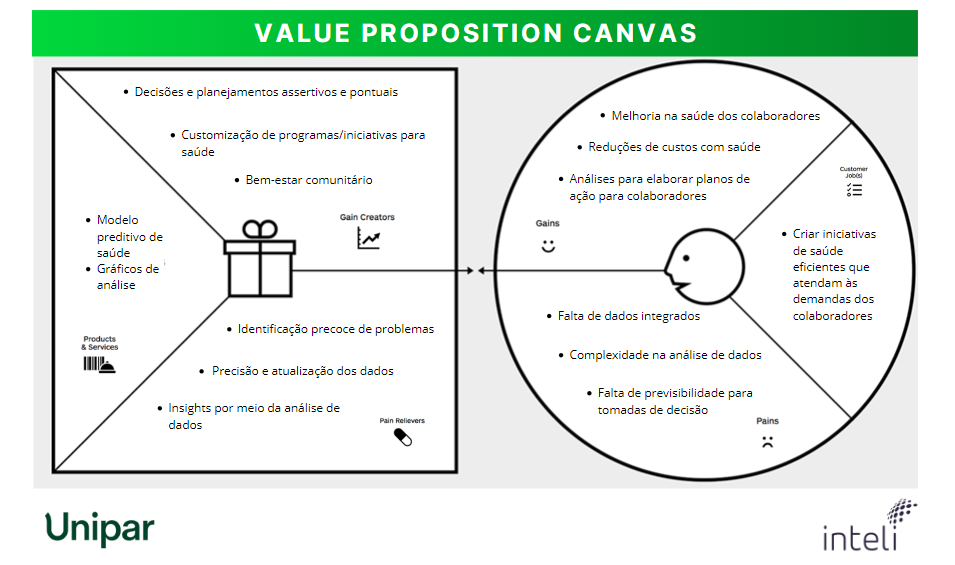 VALUE PROPOSITION CANVAS
• Decisões e planejamentos assertivos e pontuais
• Customização de programas/iniciativas para
saúde
• Bem-estar comunitário
Gain Creators
• Modelo
preditivo de
saúde
• Gráficos de
análise
Products
& Services
• Identificação precoce de problemas
• Precisão e atualização dos dados
• Insights por meio da análise de
dados
Pain Relievers
• Melhoria na saúde dos colaboradores
• Reduções de custos com saúde
• Análises para elaborar planos de
ação para colaboradores
Gains
Customer
Job(s)
• Criar iniciativas
de saúde
eficientes que
atendam às
demandas dos
colaboradores
• Falta de dados integrados
• Complexidade na análise de dados
• Falta de previsibilidade para
tomadas de decisão
Pains
Unipar
inteli